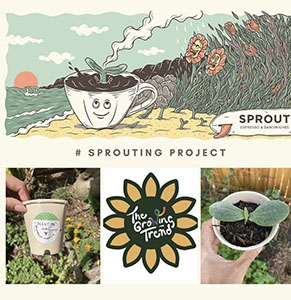 SPROUT
ESPRESSO & SANDWICHES
# SPROUTING PROJECT
The
Growing
Trend